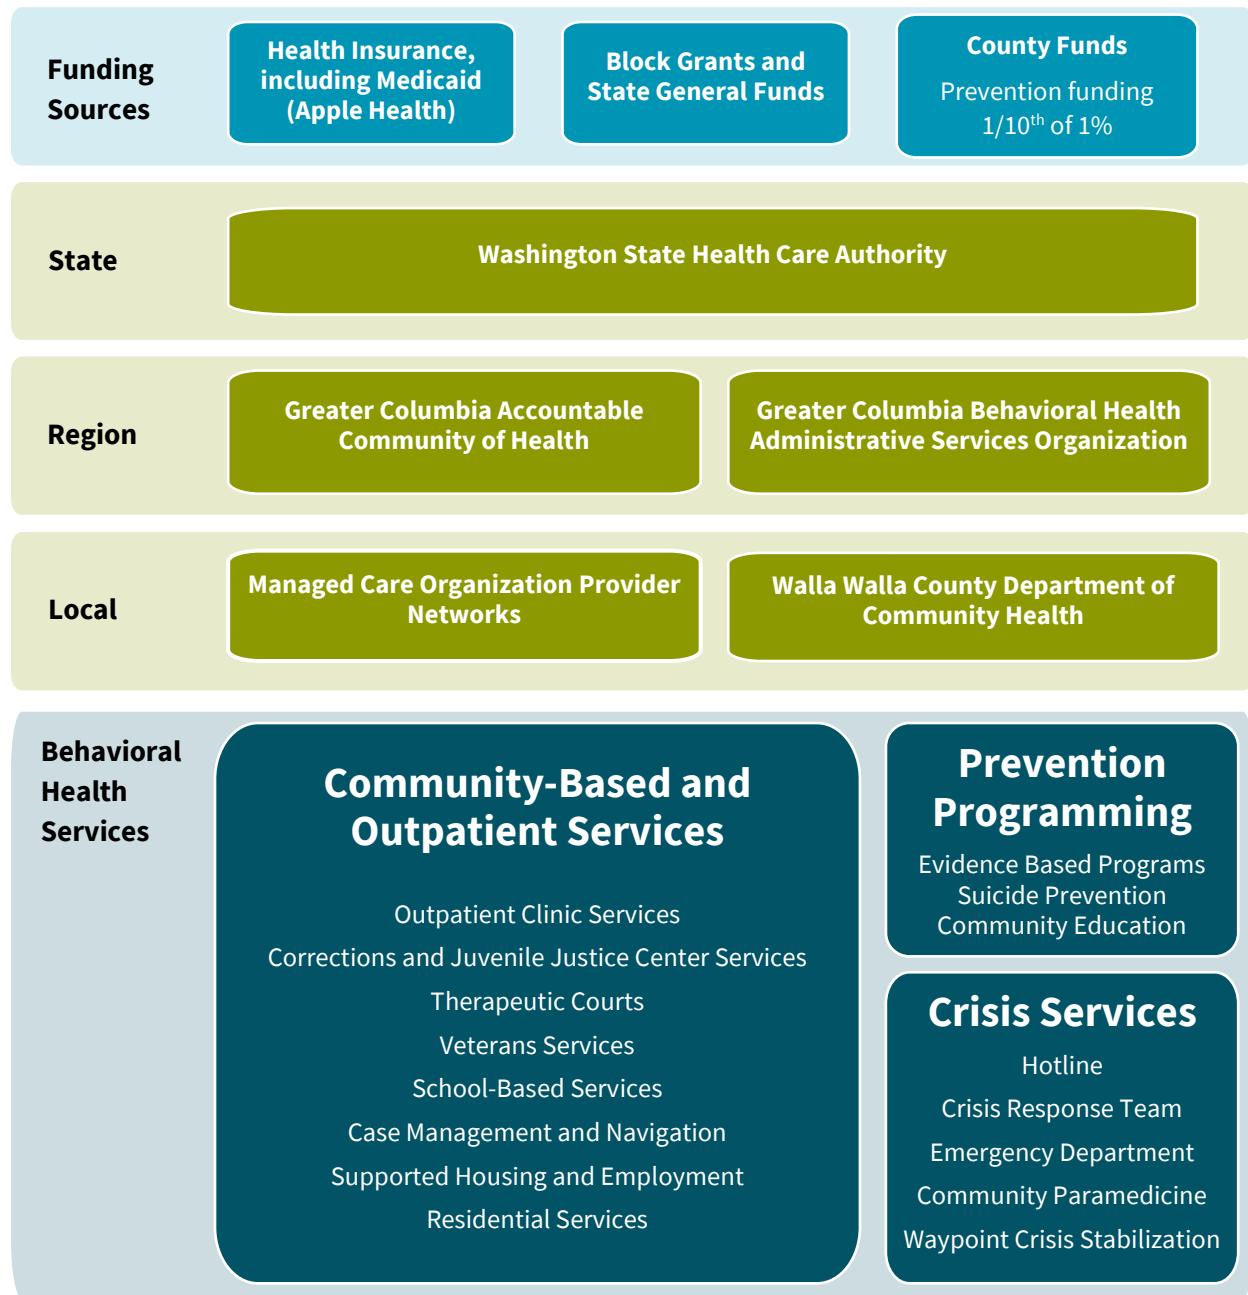 Funding
Sources
Health Insurance,
including Medicaid
(Apple Health)
Block Grants and
State General Funds
County Funds
Prevention funding
1/10th of 1%
State
Washington State Health Care Authority
Region
Greater Columbia Accountable
Community of Health
Greater Columbia Behavioral Health
Administrative Services Organization
Local
Managed Care Organization Provider
Networks
Walla Walla County Department of
Community Health
Behavioral
Health
Services
Community-Based and
Outpatient Services
Outpatient Clinic Services
Corrections and Juvenile Justice Center Services
Therapeutic Courts
Veterans Services
School-Based Services
Case Management and Navigation
Supported Housing and Employment
Residential Services
Prevention
Programming
Evidence Based Programs
Suicide Prevention
Community Education
Crisis Services
Hotline
Crisis Response Team
Emergency Department
Community Paramedicine
Waypoint Crisis Stabilization